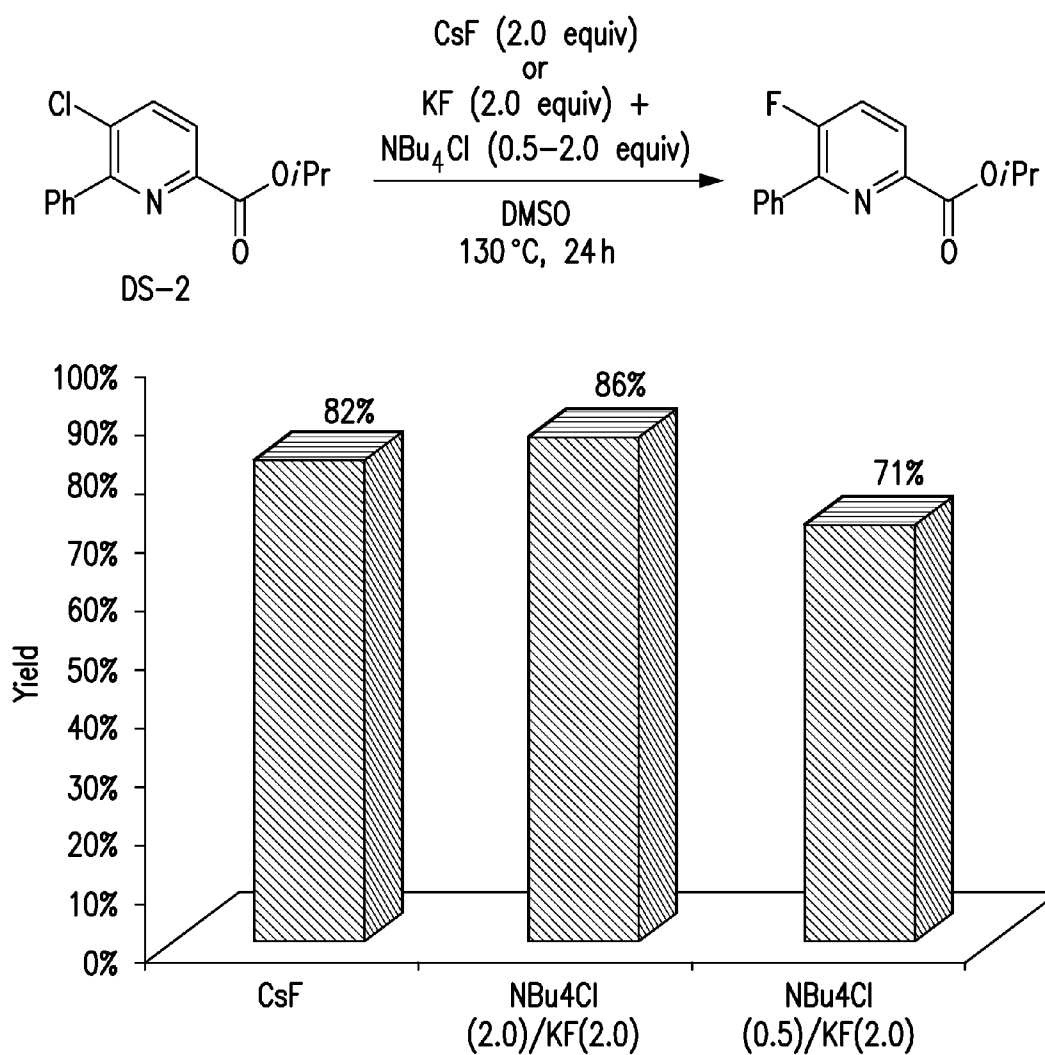 CsF (2.0 equiv)
or
KF (2.0 equiv) +
NBu₄Cl (0.5–2.0 equiv)
DMSO
130°C, 24h
Cl
Ph
N
OiPr
O
DS–2
F
Ph
N
OiPr
O
100%
90%
80%
70%
60%
50%
40%
30%
20%
10%
0%
Yield
82%
86%
71%
CsF
NBu4Cl
(2.0)/KF(2.0)
NBu4Cl
(0.5)/KF(2.0)